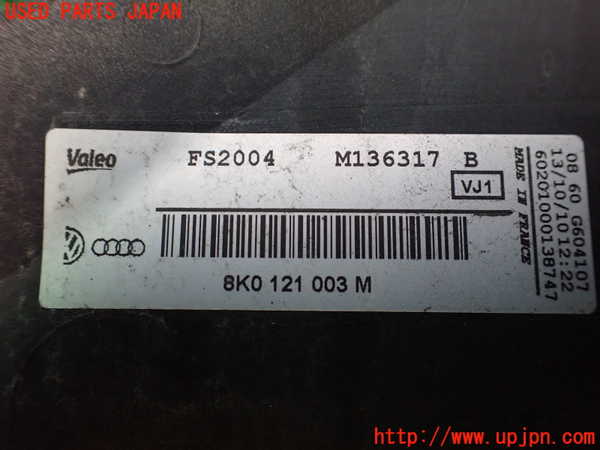 USED PARTS JAPAN
Valeo
FS2004 M136317 B
VJ1
8K0 121 003 M
MADE IN FRANCE
08 60 G604107
13/10/10 12:22
60201000138747
http://www.upjpn.com/